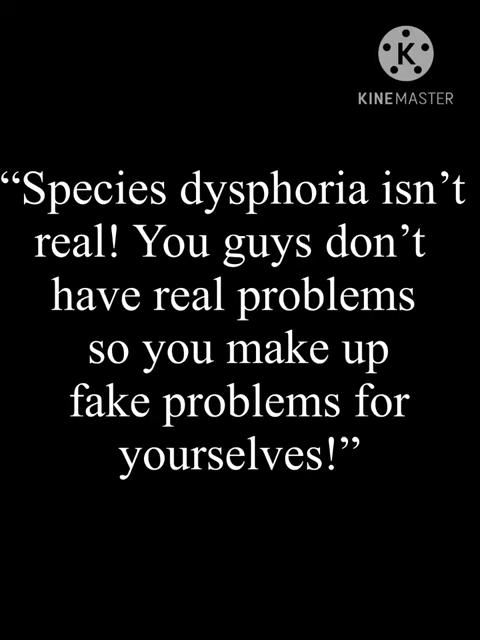 K
KINEMASTER
“Species dysphoria isn’t
real! You guys don’t
have real problems
so you make up
fake problems for
yourselves!”